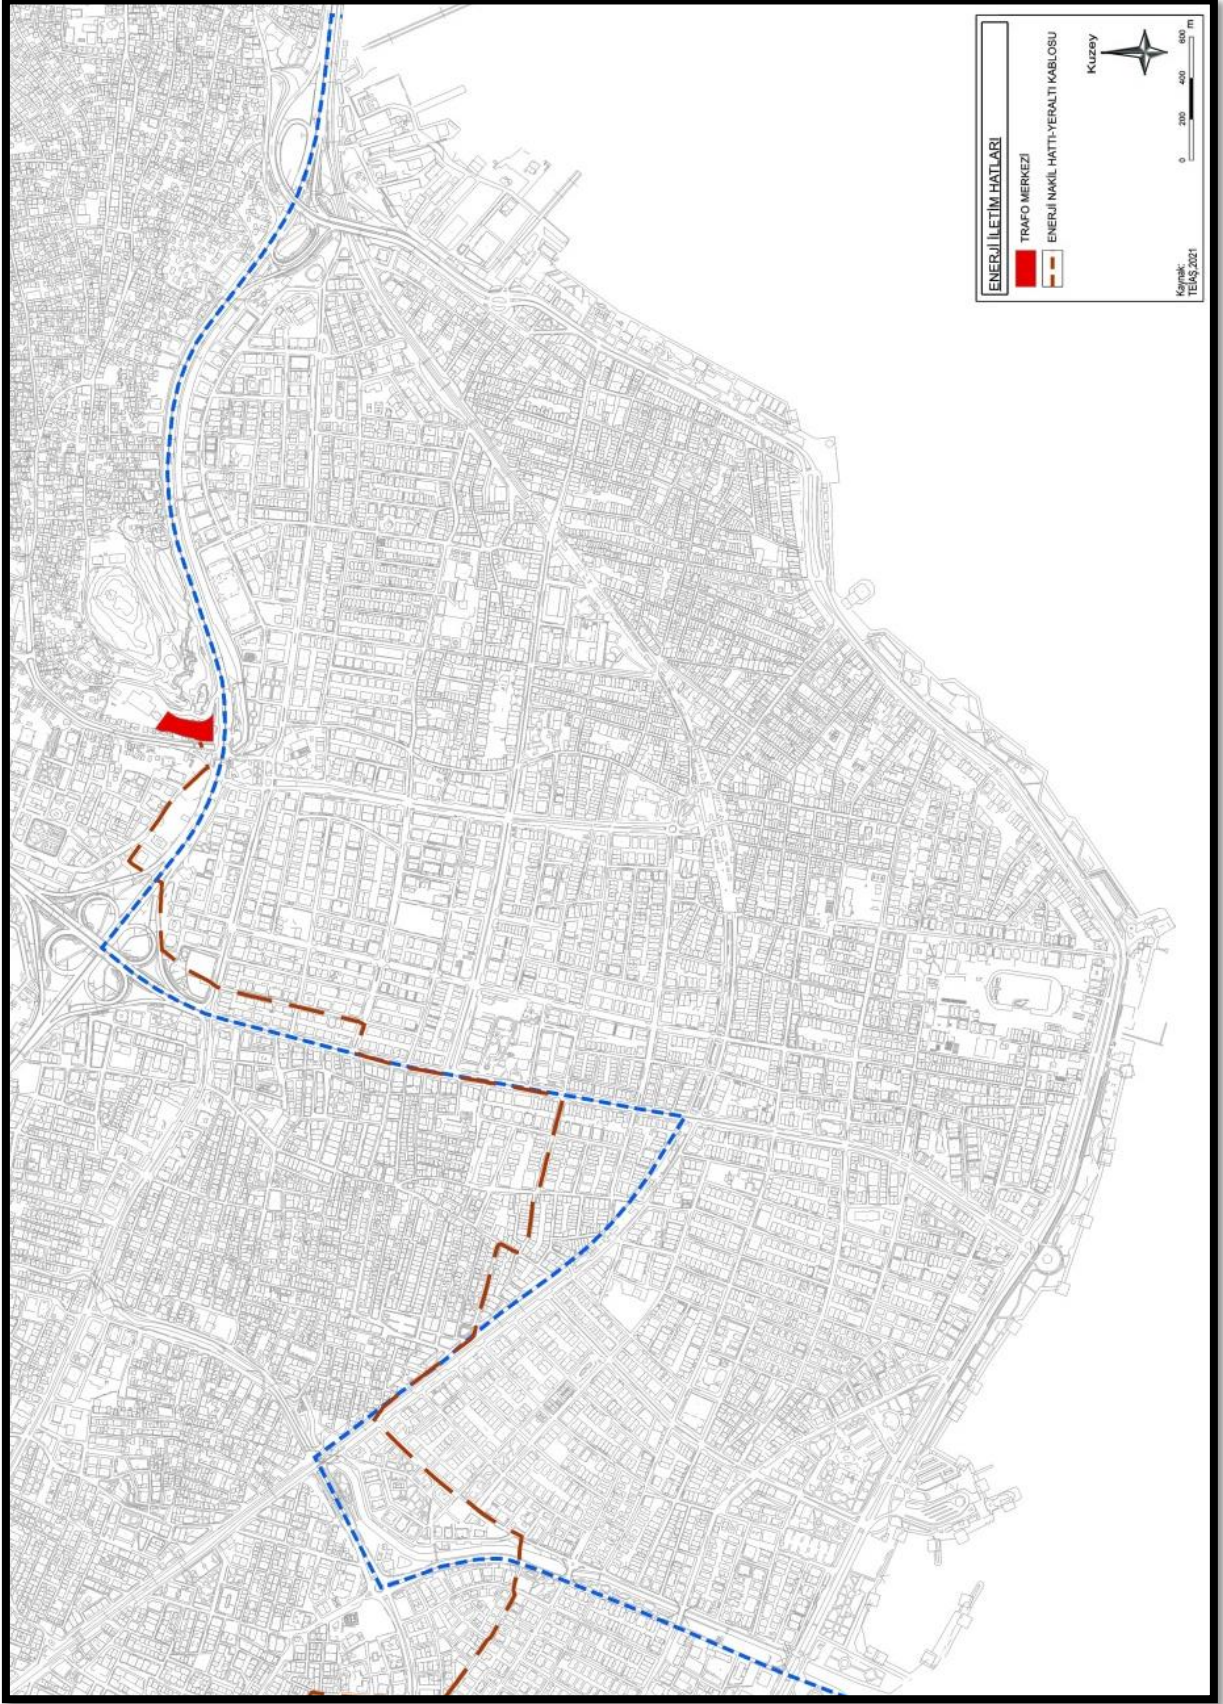 ENERJİ İLETİM HATLARI
TRAFO MERKEZİ
ENERJİ NAKİL HATTI-YERALTI KABLOSU
Kuzey
0 200 400 600 m
Kaynak:
TEİAŞ,2021